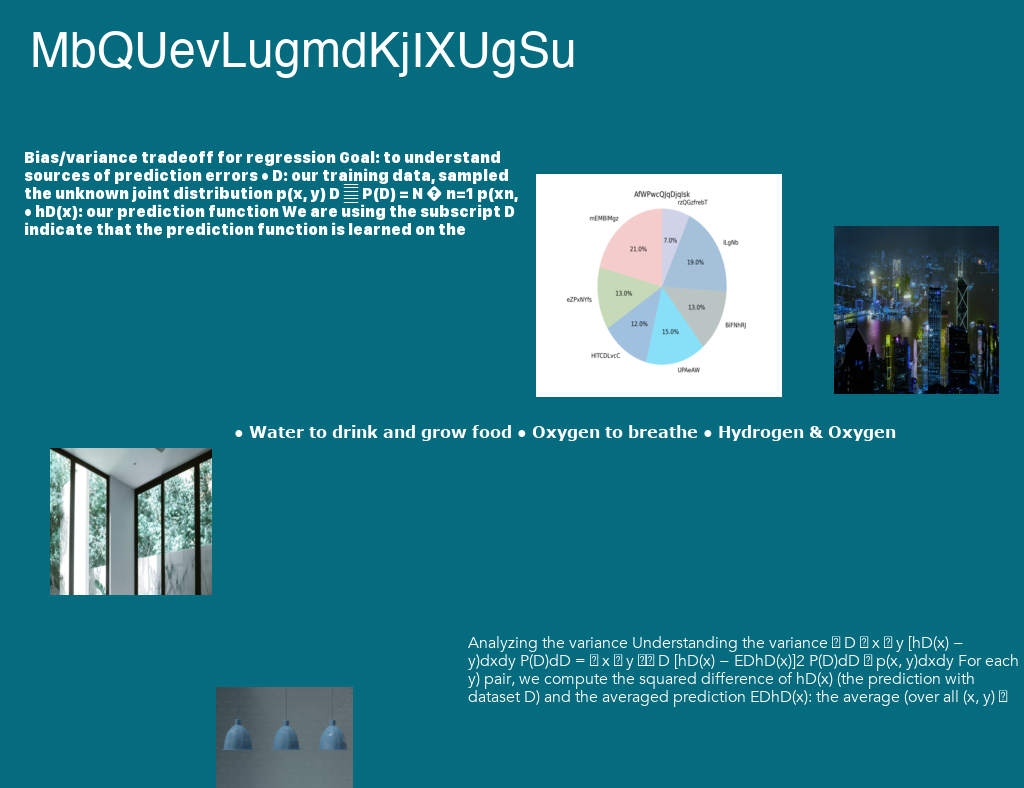 MbQUevLugmdKjIXUgSu
Bias/variance tradeoff for regression Goal: to understand
sources of prediction errors • D: our training data, sampled
the unknown joint distribution p(x, y) D P(D) = N � n=1 p(xn,
• hD(x): our prediction function We are using the subscript D
indicate that the prediction function is learned on the
AfWPwcQJqDjqIsk
rzQGzfrebT
mEMBlMgz
7.0%
ILgNb
21.0%
19.0%
eZPxNYfs
13.0%
13.0%
BiFNhRJ
12.0%
15.0%
HITCDLvcC
UPAeAW
• Water to drink and grow food • Oxygen to breathe • Hydrogen & Oxygen
Analyzing the variance Understanding the variance D x y [hD(x) −
y)dxdy P(D)dD = x y D [hD(x) − EDhD(x)]2 P(D)dD p(x, y)dxdy For each
y) pair, we compute the squared difference of hD(x) (the prediction with
dataset D) and the averaged prediction EDhD(x): the average (over all (x, y)